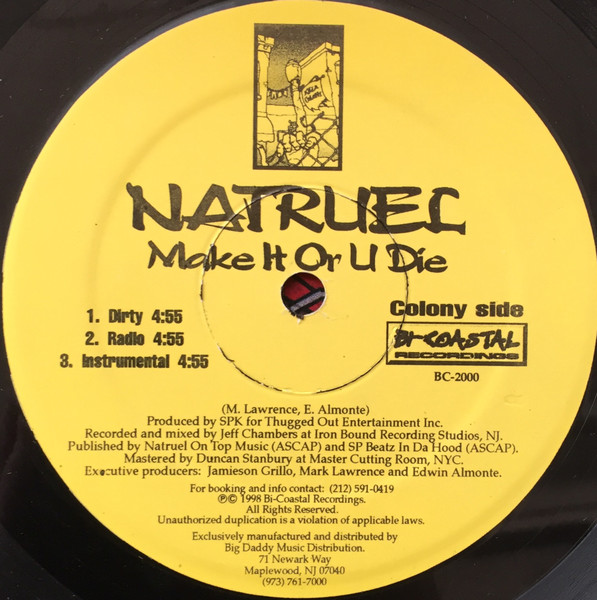 NATRUEL
Make It Or U Die
1. Dirty 4:55
2. Radio 4:55
3. Instrumental 4:55
Colony side
BI-COASTAL
RECORDINGS
BC-2000
(M. Lawrence, E. Almonte)
Produced by SPK for Thugged Out Entertainment Inc.
Recorded and mixed by Jeff Chambers at Iron Bound Recording Studios, NJ.
Published by Natruel On Top Music (ASCAP) and SP Beatz In Da Hood (ASCAP).
Mastered by Duncan Stanbury at Master Cutting Room, NYC.
Executive producers: Jamieson Grillo, Mark Lawrence and Edwin Almonte.
For booking and info contact: (212) 591-0419
℗© 1998 Bi-Coastal Recordings.
All Rights Reserved.
Unauthorized duplication is a violation of applicable laws.
Exclusively manufactured and distributed by
Big Daddy Music Distribution.
71 Newark Way
Maplewood, NJ 07040
(973) 761-7000